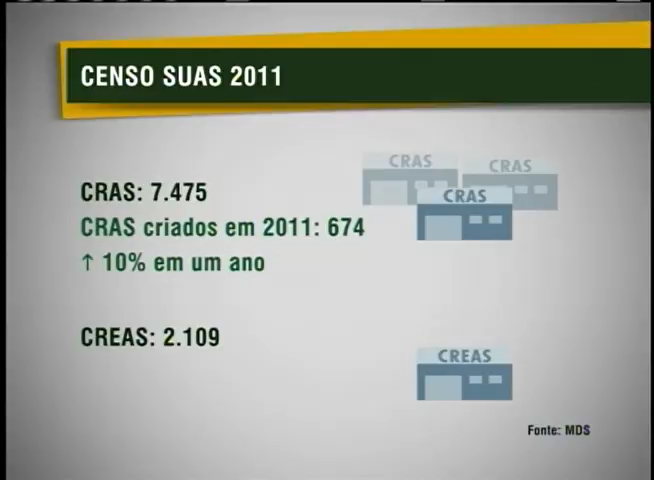 CENSO SUAS 2011
CRAS
CRAS
CRAS
CRAS: 7.475
CRAS criados em 2011: 674
↑ 10% em um ano
CREAS: 2.109
CREAS
Fonte: MDS